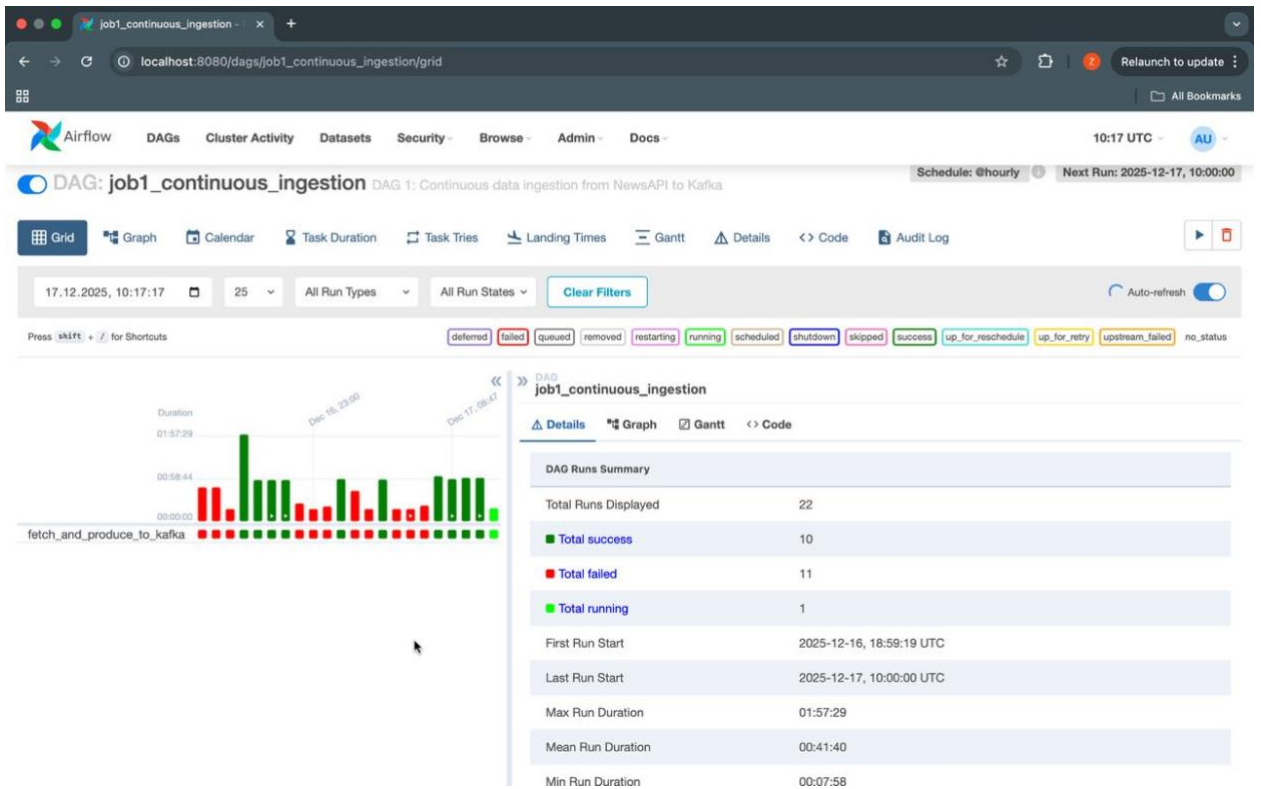 job1_continuous_ingestion -
localhost:8080/dags/job1_continuous_ingestion/grid
Z
Relaunch to update
All Bookmarks
Airflow DAGs Cluster Activity Datasets Security Browse Admin Docs 10:17 UTC AU
DAG: job1_continuous_ingestion DAG 1: Continuous data ingestion from NewsAPI to Kafka
Schedule: @hourly Next Run: 2025-12-17, 10:00:00
Grid Graph Calendar Task Duration Task Tries Landing Times Gantt Details <> Code Audit Log
17.12.2025, 10:17:17 25 All Run Types All Run States Clear Filters Auto-refresh
Press shift + / for Shortcuts
deferred failed queued removed restarting running scheduled shutdown skipped success up_for_reschedule up_for_retry upstream_failed no_status
Duration
01:57:29
00:58:44
00:00:00
Dec 16, 23:00
Dec 17, 08:47
fetch_and_produce_to_kafka
DAG
job1_continuous_ingestion
Details Graph Gantt <> Code
DAG Runs Summary
Total Runs Displayed 22
Total success 10
Total failed 11
Total running 1
First Run Start 2025-12-16, 18:59:19 UTC
Last Run Start 2025-12-17, 10:00:00 UTC
Max Run Duration 01:57:29
Mean Run Duration 00:41:40
Min Run Duration 00:07:58